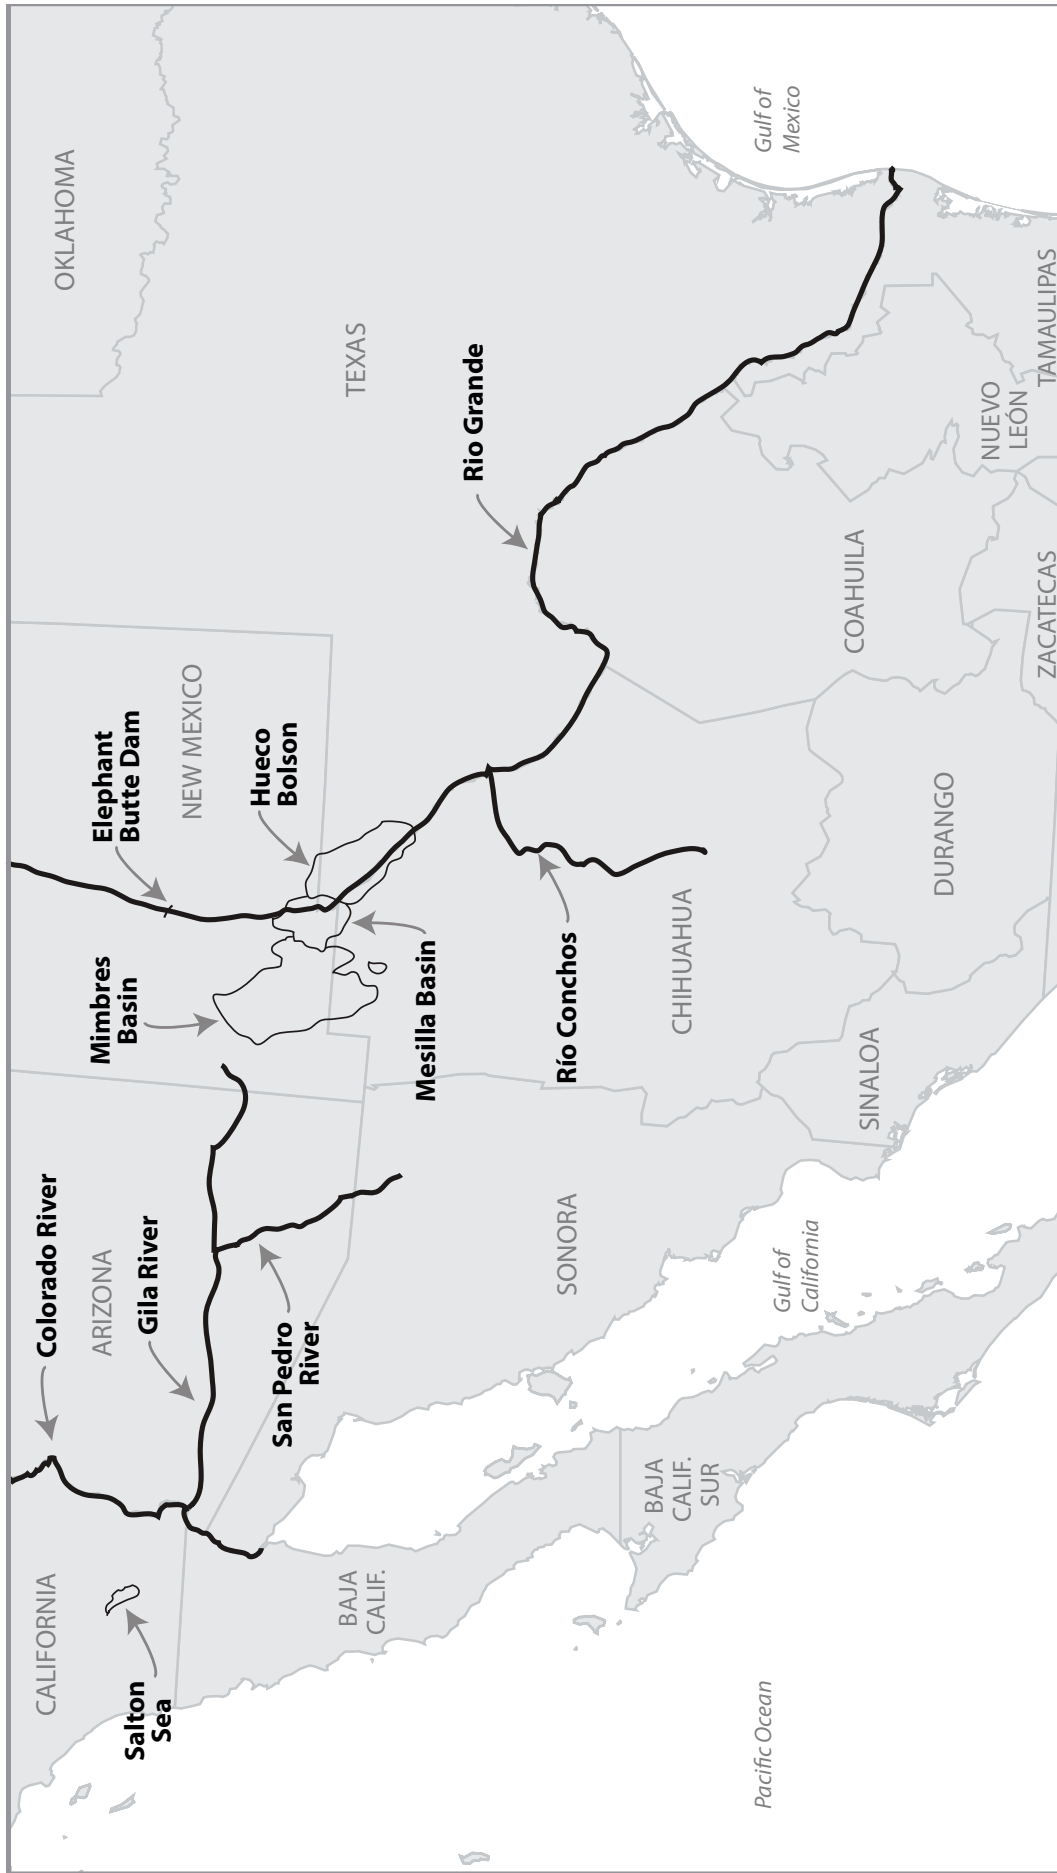 CALIFORNIA
Colorado River
ARIZONA
Gila River
Salton
Sea
San Pedro
River
Mimbres
Basin
Elephant
Butte Dam
NEW MEXICO
Hueco
Bolson
OKLAHOMA
TEXAS
Mesilla Basin
Rio Grande
BAJA
CALIF.
SONORA
Río Conchos
CHIHUAHUA
BAJA
CALIF.
SUR
Gulf of
California
Gulf of
Mexico
Pacific Ocean
SINALOA
COAHUILA
DURANGO
NUEVO
LEÓN
ZACATECAS
TAMAULIPAS